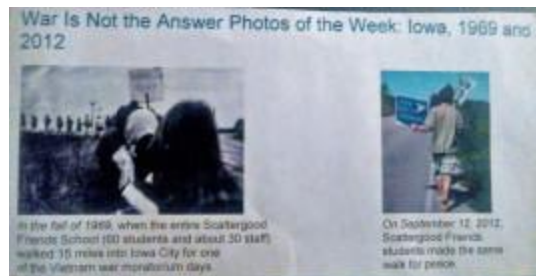 War Is Not the Answer Photos of the Week: Iowa, 1969 and
2012
In the fall of 1969, when the entire Scattergood
Friends School (60 students and about 30 staff)
walked 15 miles into Iowa City for one
of the Vietnam war moratorium days.
On September 12, 2012,
Scattergood Friends
students made the same
walk for peace.